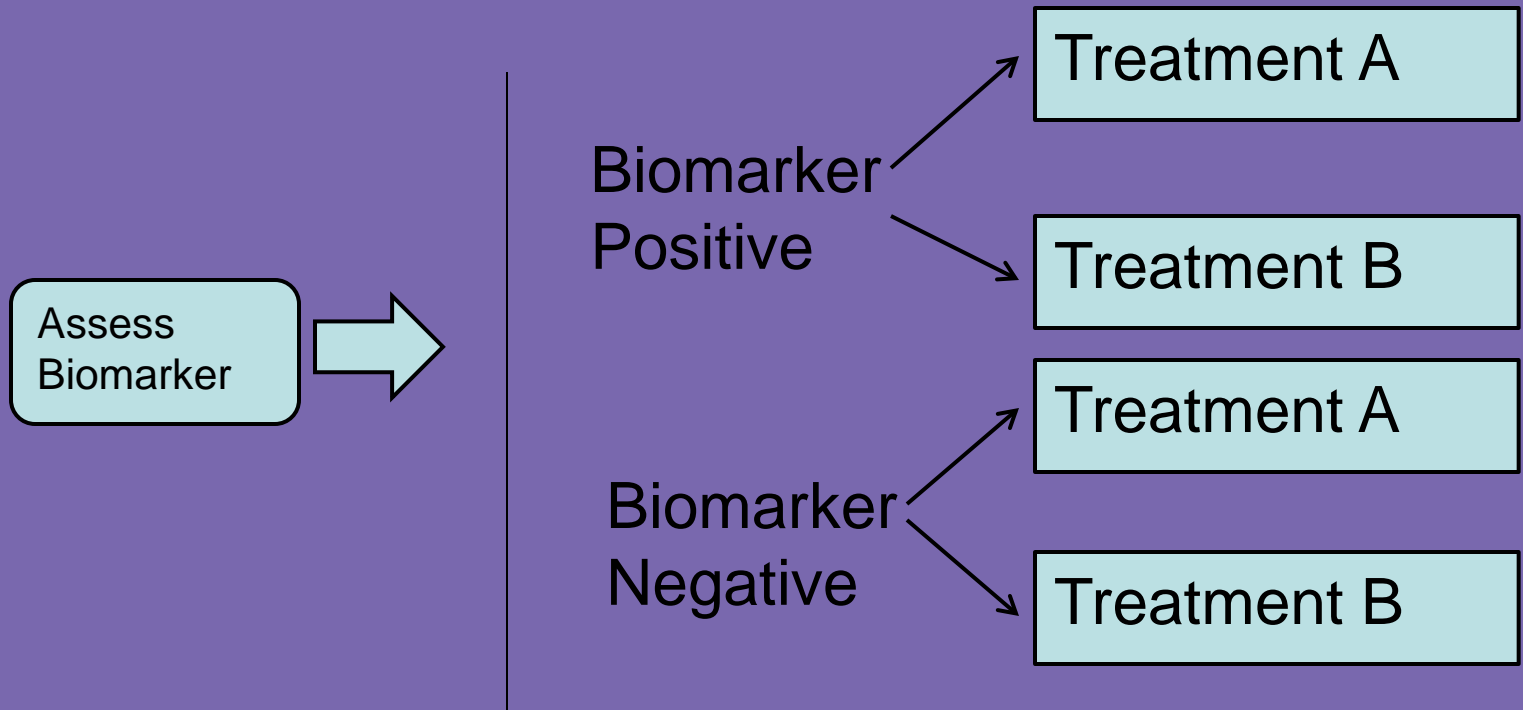 Assess
Biomarker
Biomarker
Positive
Treatment A
Treatment B
Biomarker
Negative
Treatment A
Treatment B